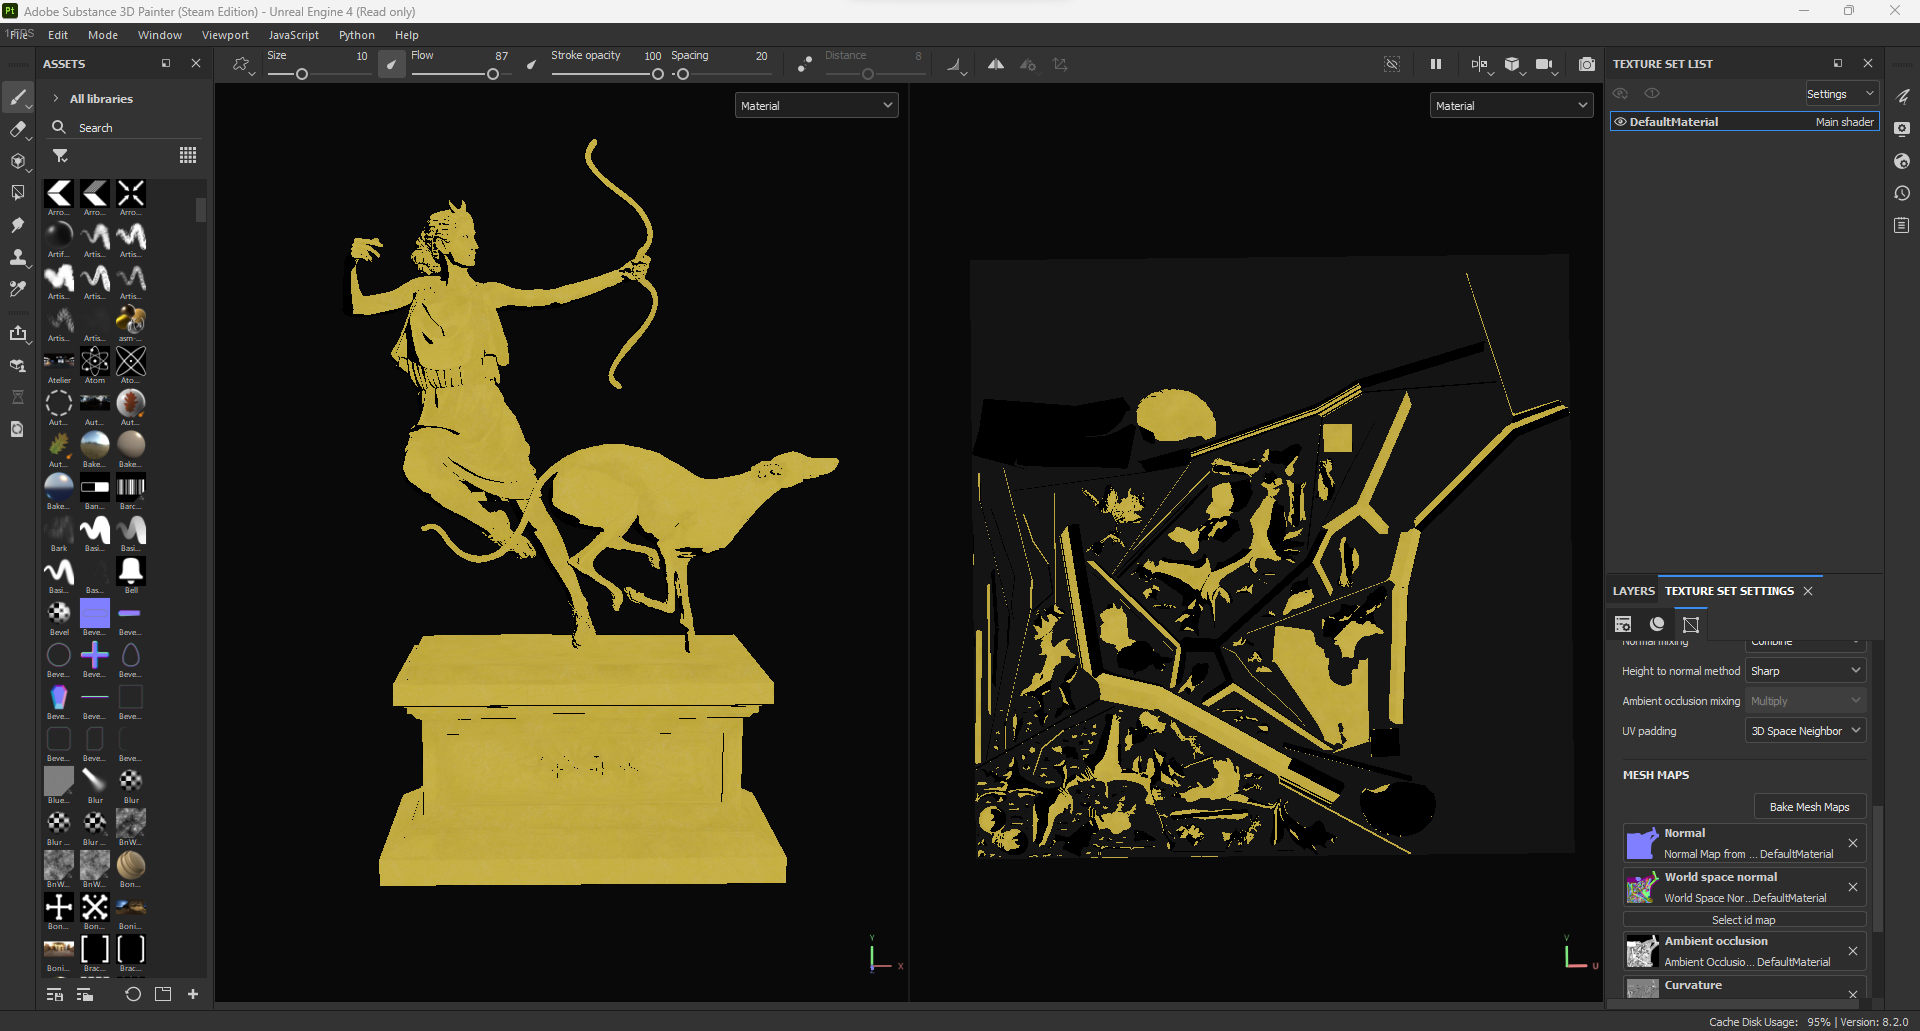 Adobe Substance 3D Painter (Steam Edition) - Unreal Engine 4 (Read only)
File Edit Mode Window Viewport JavaScript Python Help
ASSETS
Size 10 Flow 87 Stroke opacity 100 Spacing 20 Distance 8
All libraries
Search
Material
Material
Arro... Arro... Arro...
Artif... Artis... Artis...
Artis... Artis... Artis...
Artis... Artis... asm-...
Atelier Atom Ato...
Aut... Aut... Aut...
Aut... Bake... Bake...
Bake... Ban... Barc...
Bark Basi... Basi...
Basi... Bas... Bell
Bevel Beve... Beve...
Beve... Beve... Beve...
Beve... Beve... Beve...
Beve... Beve... Beve...
Blue... Blur Blur
Blur ... Blur ... BnW...
BnW... BnW... Bon...
Bon... Bon... Boni...
Boni... Brac... Brac...
Y
X
V
U
TEXTURE SET LIST
Settings
DefaultMaterial Main shader
LAYERS TEXTURE SET SETTINGS
Normal mixing Combine
Height to normal method Sharp
Ambient occlusion mixing Multiply
UV padding 3D Space Neighbor
MESH MAPS
Bake Mesh Maps
Normal
Normal Map from ... DefaultMaterial
World space normal
World Space Nor...DefaultMaterial
Select id map
Ambient occlusion
Ambient Occlusio... DefaultMaterial
Curvature
Cache Disk Usage: 95% | Version: 8.2.0